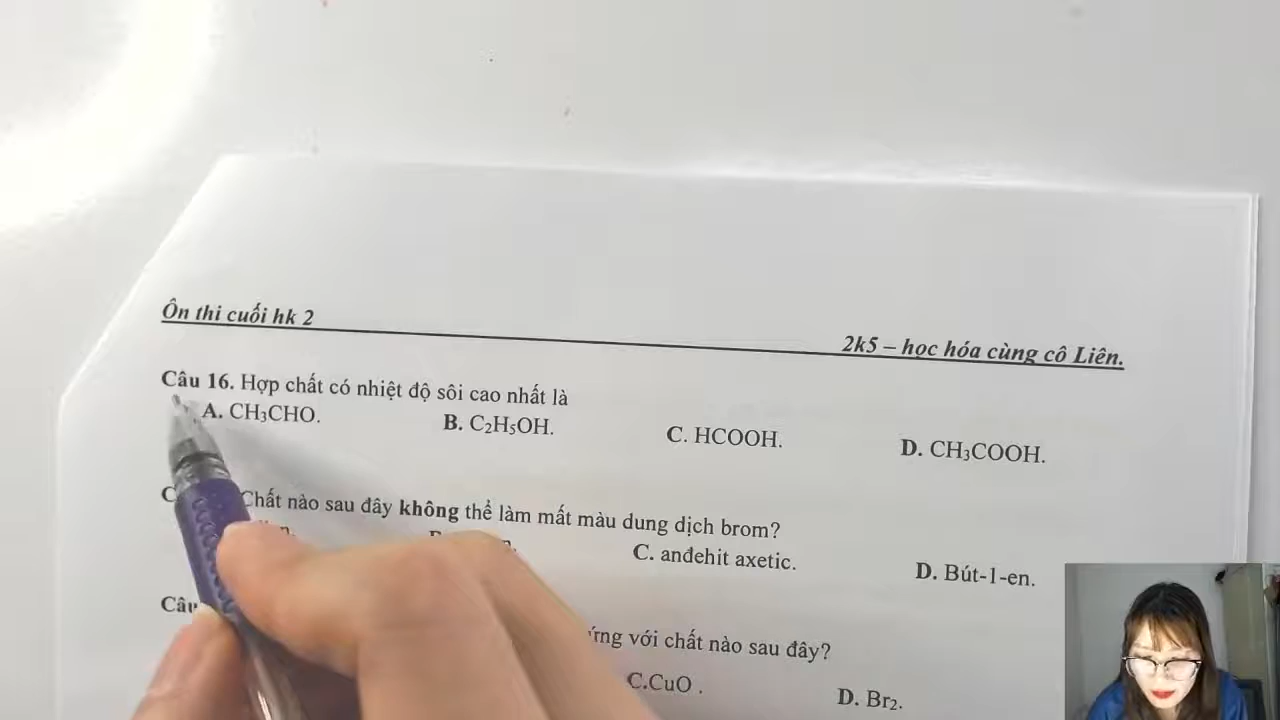 Ôn thi cuối hk 2
2k5 – học hóa cùng cô Liên.
Câu 16. Hợp chất có nhiệt độ sôi cao nhất là
A. CH₃CHO. B. C₂H₅OH. C. HCOOH. D. CH₃COOH.
Chất nào sau đây không thể làm mất màu dung dịch brom?
C. anđehit axetic. D. Bút-1-en.
Câu
ứng với chất nào sau đây?
C.CuO . D. Br₂.